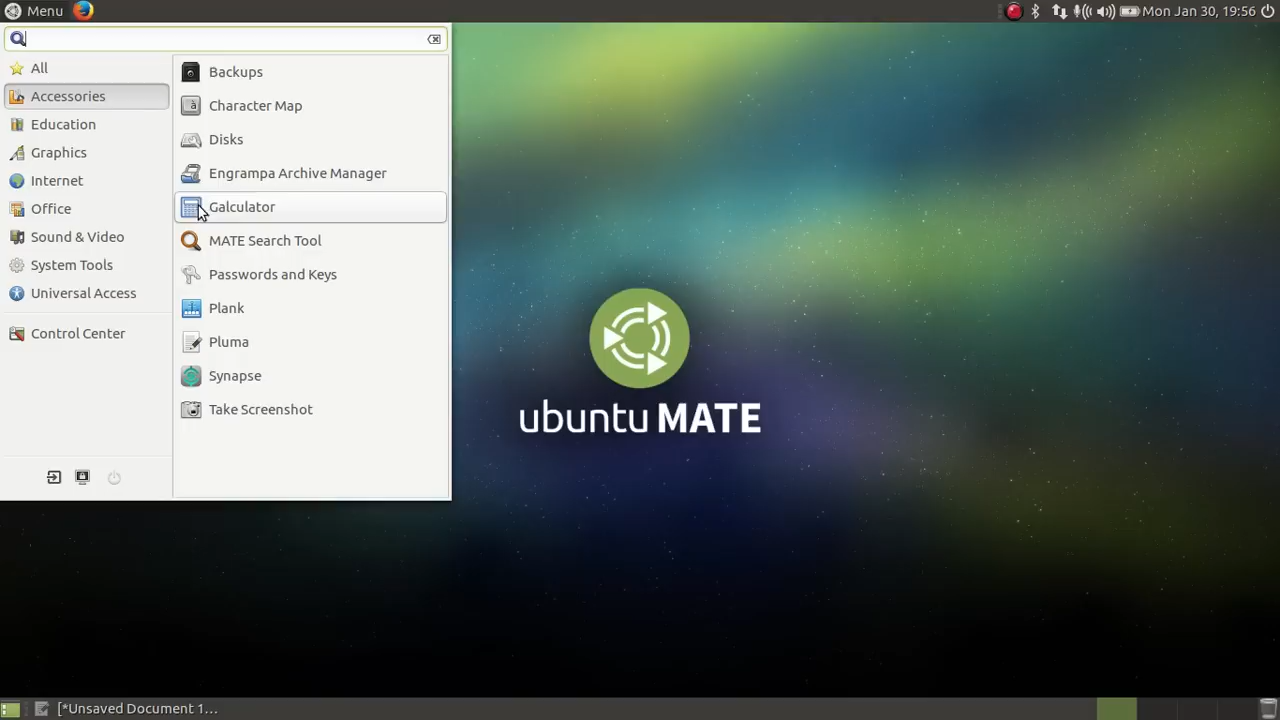 Menu
Mon Jan 30, 19:56
All
Accessories
Education
Graphics
Internet
Office
Sound & Video
System Tools
Universal Access
Control Center
Backups
Character Map
Disks
Engrampa Archive Manager
Galculator
MATE Search Tool
Passwords and Keys
Plank
Pluma
Synapse
Take Screenshot
ubuntu MATE
[*Unsaved Document 1...